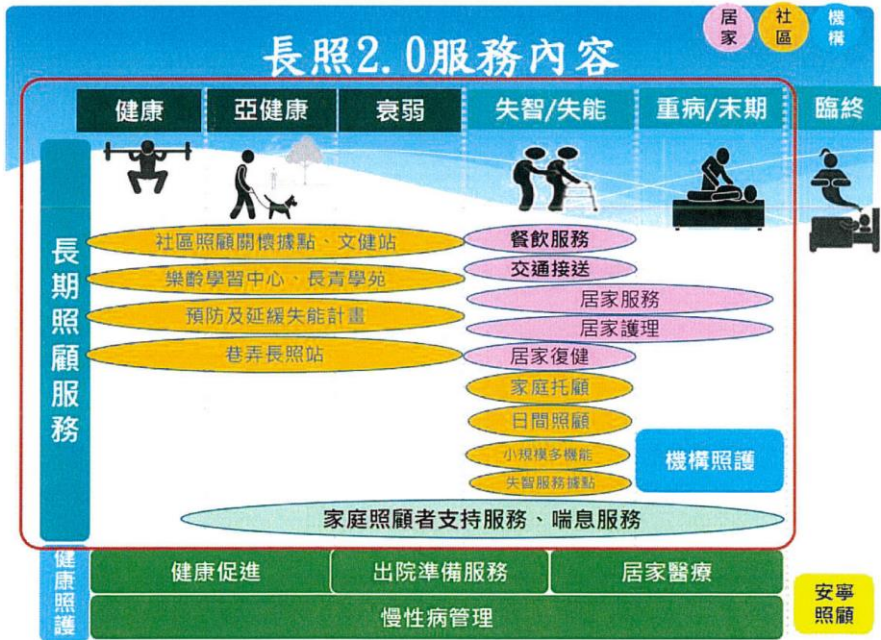 居家
社區
機構
長照2.0服務內容
健康
亞健康
衰弱
失智/失能
重病/末期
臨終
長期照顧服務
社區照顧關懷據點、文健站
樂齡學習中心、長青學苑
預防及延緩失能計畫
巷弄長照站
餐飲服務
交通接送
居家服務
居家護理
居家復健
家庭托顧
日間照顧
小規模多機能
失智服務據點
機構照護
家庭照顧者支持服務、喘息服務
健康照護
健康促進
出院準備服務
居家醫療
慢性病管理
安寧
照顧